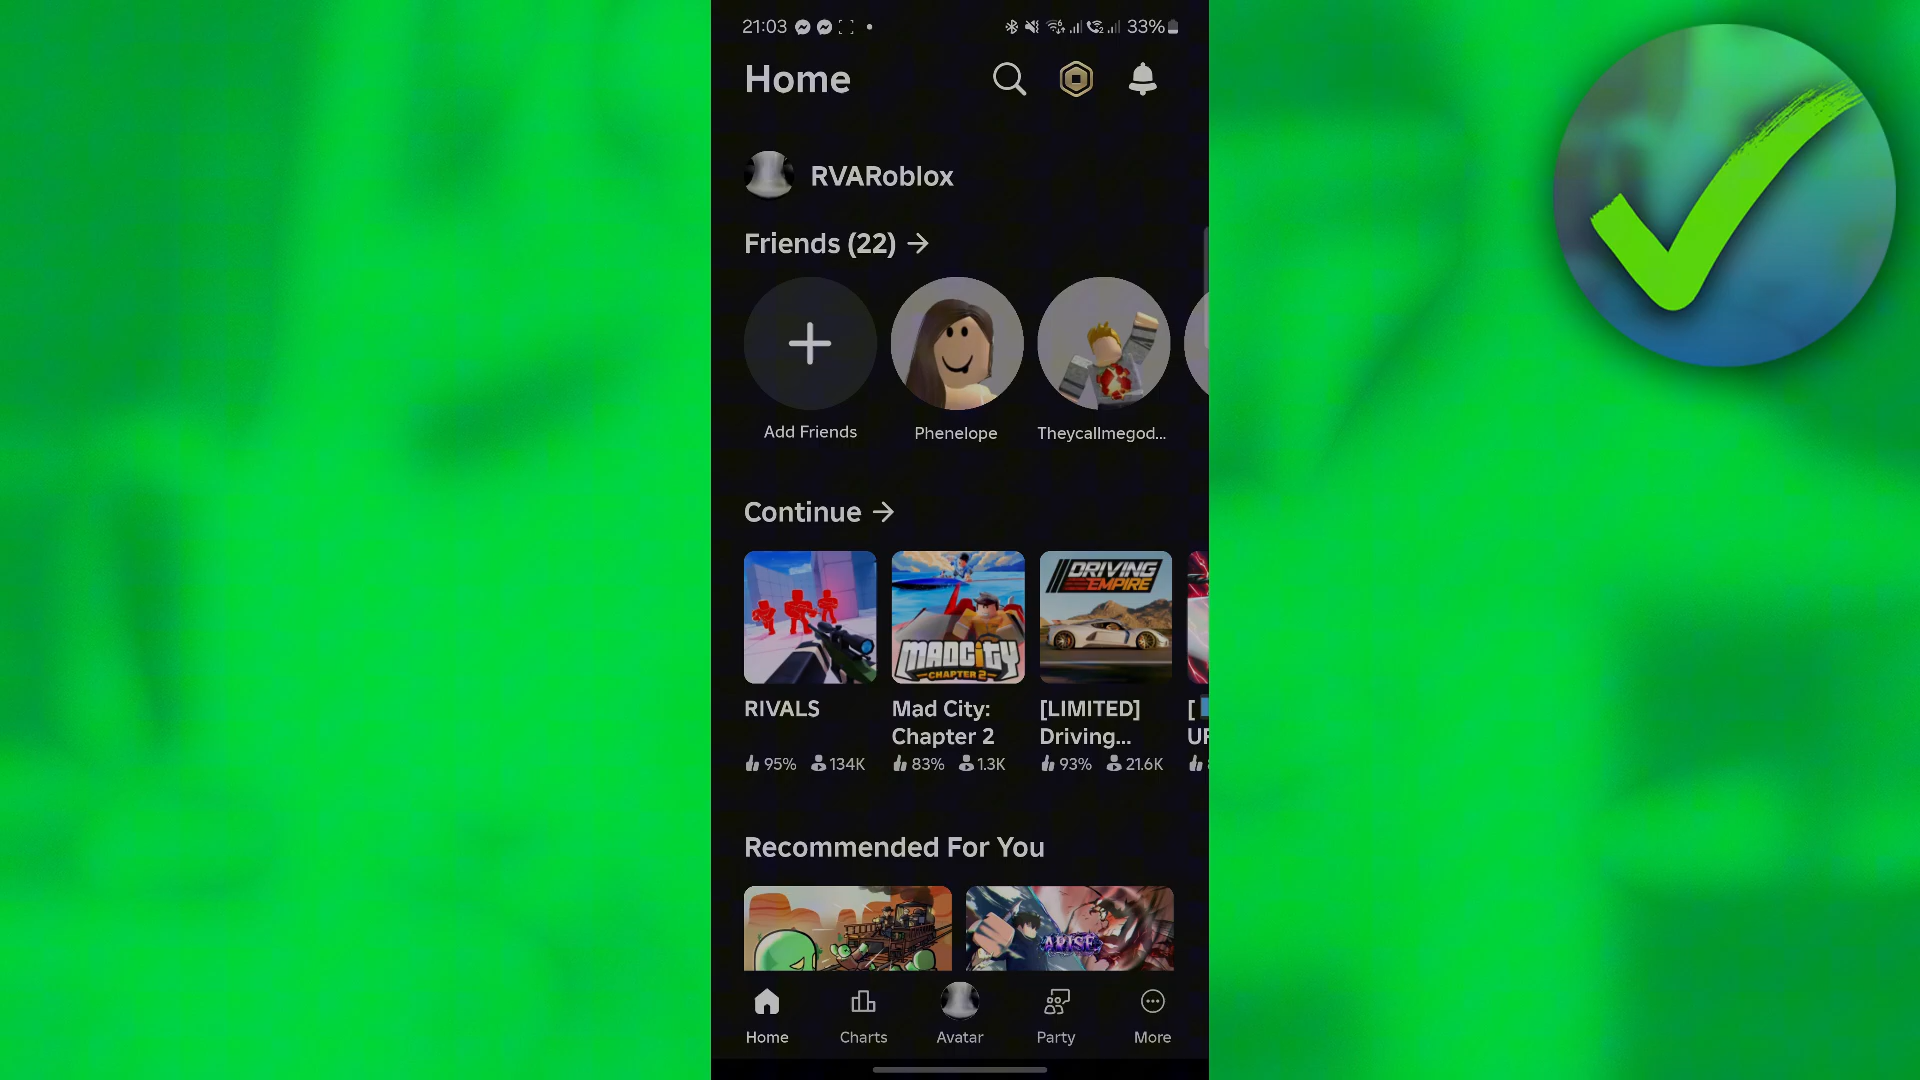 21:03
33%
Home
RVARoblox
Friends (22)
Add Friends
Phenelope
Theycallmegod...
Continue
DRIVING
EMPIRE
MADCITY
CHAPTER 2
RIVALS
Mad City:
Chapter 2
[LIMITED]
Driving...
[
UP
95% 134K
83% 1.3K
93% 21.6K
Recommended For You
ARISE
Home
Charts
Avatar
Party
More